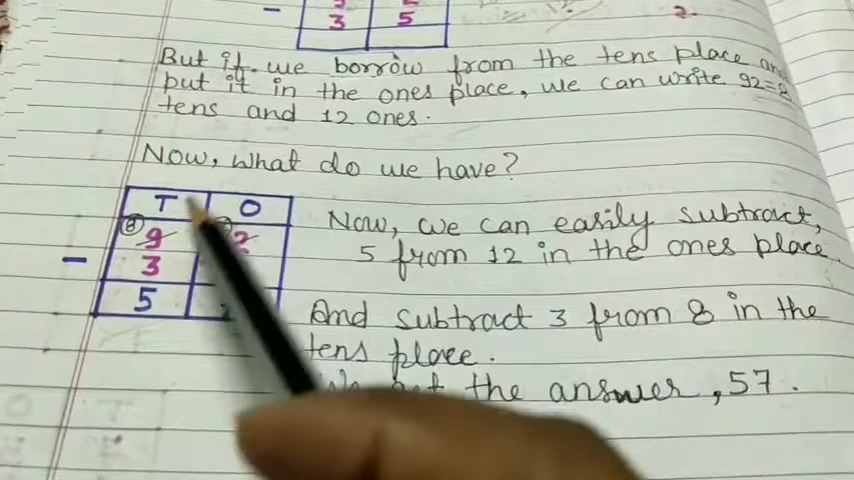 - 3 5
But if we borrow from the tens place and
put it in the ones place, we can write 92=8
tens and 12 ones.
Now, what do we have?
T O
8
9 2
- 3
5
Now, we can easily subtract,
5 from 12 in the ones place.
And subtract 3 from 8 in the
tens place.
the answer, 57.